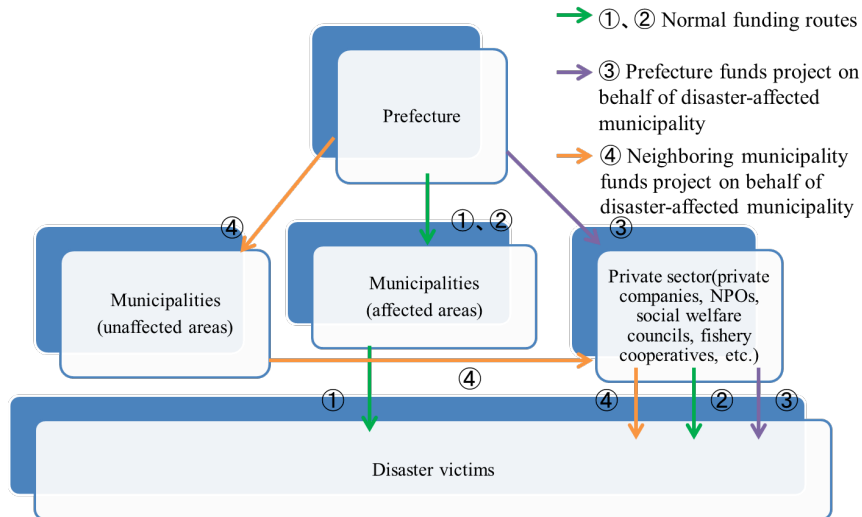 ①、② Normal funding routes
③ Prefecture funds project on
behalf of disaster-affected
municipality
④ Neighboring municipality
funds project on behalf of
disaster-affected municipality
Prefecture
④
①、②
③
Municipalities
(unaffected areas)
Municipalities
(affected areas)
Private sector(private
companies, NPOs,
social welfare
councils, fishery
cooperatives, etc.)
④
①
④
②
③
Disaster victims